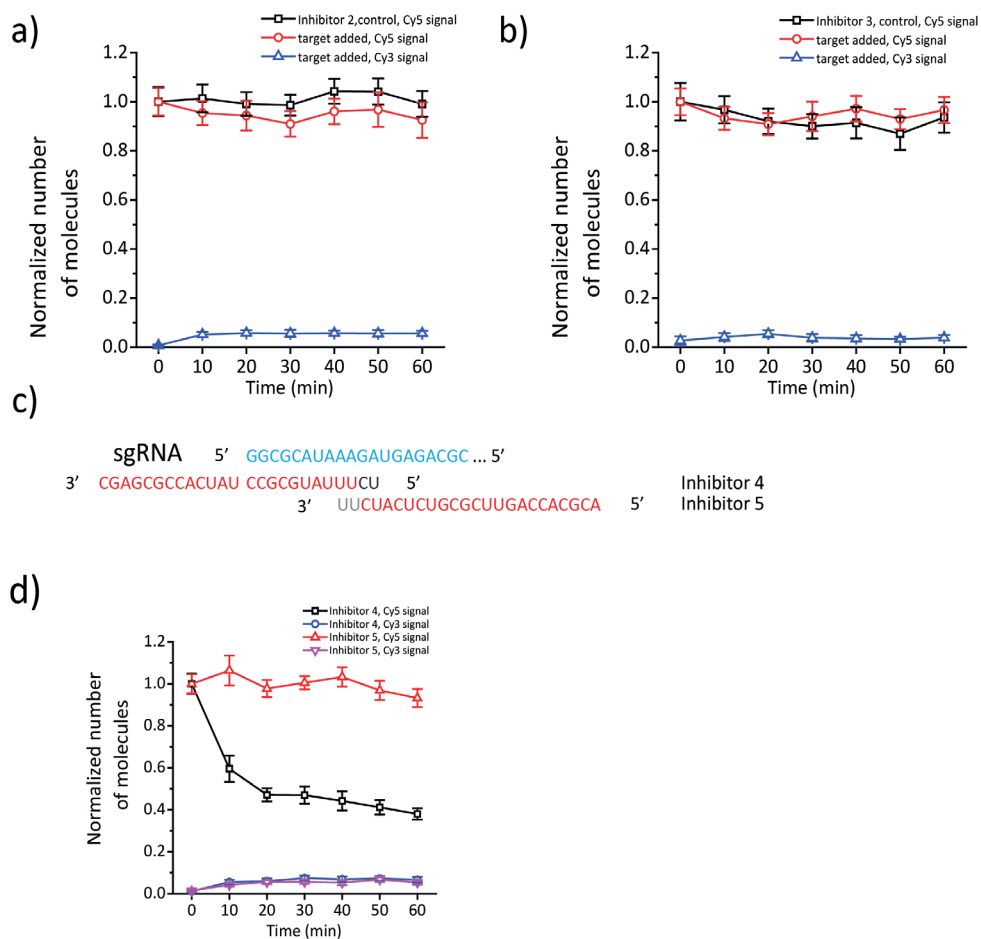 a)
Inhibitor 2,control, Cy5 signal
target added, Cy5 signal
target added, Cy3 signal
Normalized number
of molecules
1.2
1.0
0.8
0.6
0.4
0.2
0.0
0 10 20 30 40 50 60
Time (min)
b)
Inhibitor 3, control, Cy5 signal
target added, Cy5 signal
target added, Cy3 signal
Normalized number
of molecules
1.2
1.0
0.8
0.6
0.4
0.2
0.0
0 10 20 30 40 50 60
Time (min)
c)
sgRNA 5’ GGCGCAUAAAGAUGAGACGC ... 5’
3’ CGAGCGCCACUAU CCGCGUAUUUCU 5’ Inhibitor 4
3’ UUCUACUCUGCGCUUGACCACGCA 5’ Inhibitor 5
d)
Inhibitor 4, Cy5 signal
Inhibitor 4, Cy3 signal
Inhibitor 5, Cy5 signal
Inhibitor 5, Cy3 signal
Normalized number
of molecules
1.2
1.0
0.8
0.6
0.4
0.2
0.0
0 10 20 30 40 50 60
Time (min)